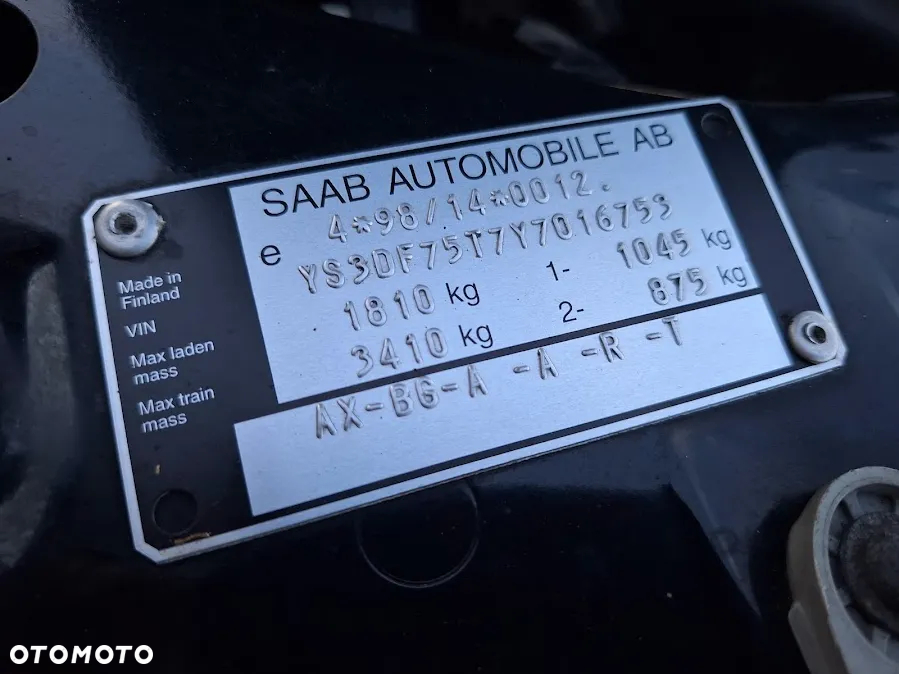 SAAB AUTOMOBILE AB
e 4*98/14*0012.
Made in Finland
VIN YS3DF75T7Y7016753
Max laden mass 1810 kg 1- 1045 kg
Max train mass 3410 kg 2- 875 kg
AX-BG-A -A -R -T
OTOMOTO